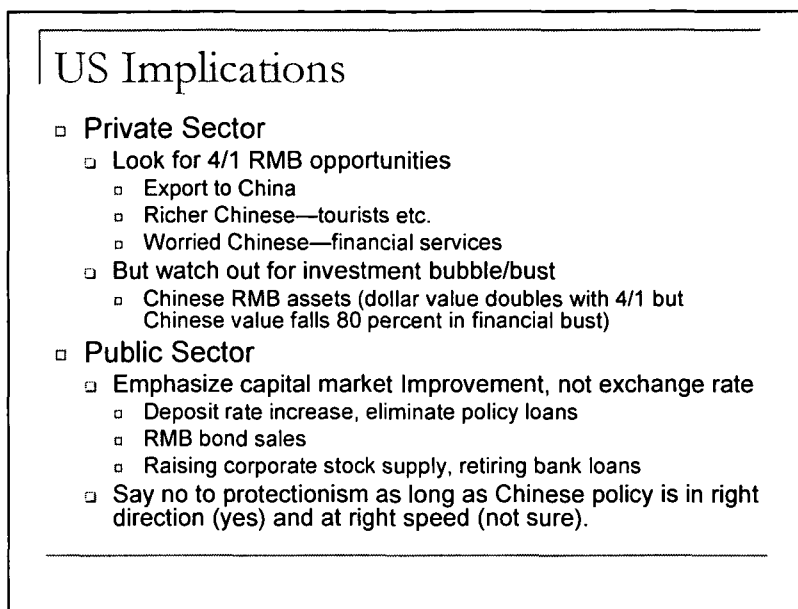 US Implications
Private Sector
Look for 4/1 RMB opportunities
Export to China
Richer Chinese—tourists etc.
Worried Chinese—financial services
But watch out for investment bubble/bust
Chinese RMB assets (dollar value doubles with 4/1 but
Chinese value falls 80 percent in financial bust)
Public Sector
Emphasize capital market Improvement, not exchange rate
Deposit rate increase, eliminate policy loans
RMB bond sales
Raising corporate stock supply, retiring bank loans
Say no to protectionism as long as Chinese policy is in right
direction (yes) and at right speed (not sure).